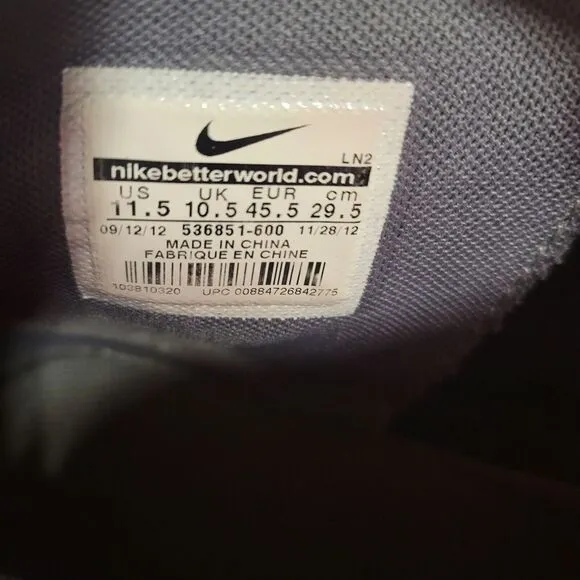 LN2
nikebetterworld.com
US UK EUR cm
11.5 10.5 45.5 29.5
09/12/12 536851-600 11/28/12
MADE IN CHINA
FABRIQUE EN CHINE
103810320 UPC 00884726842775